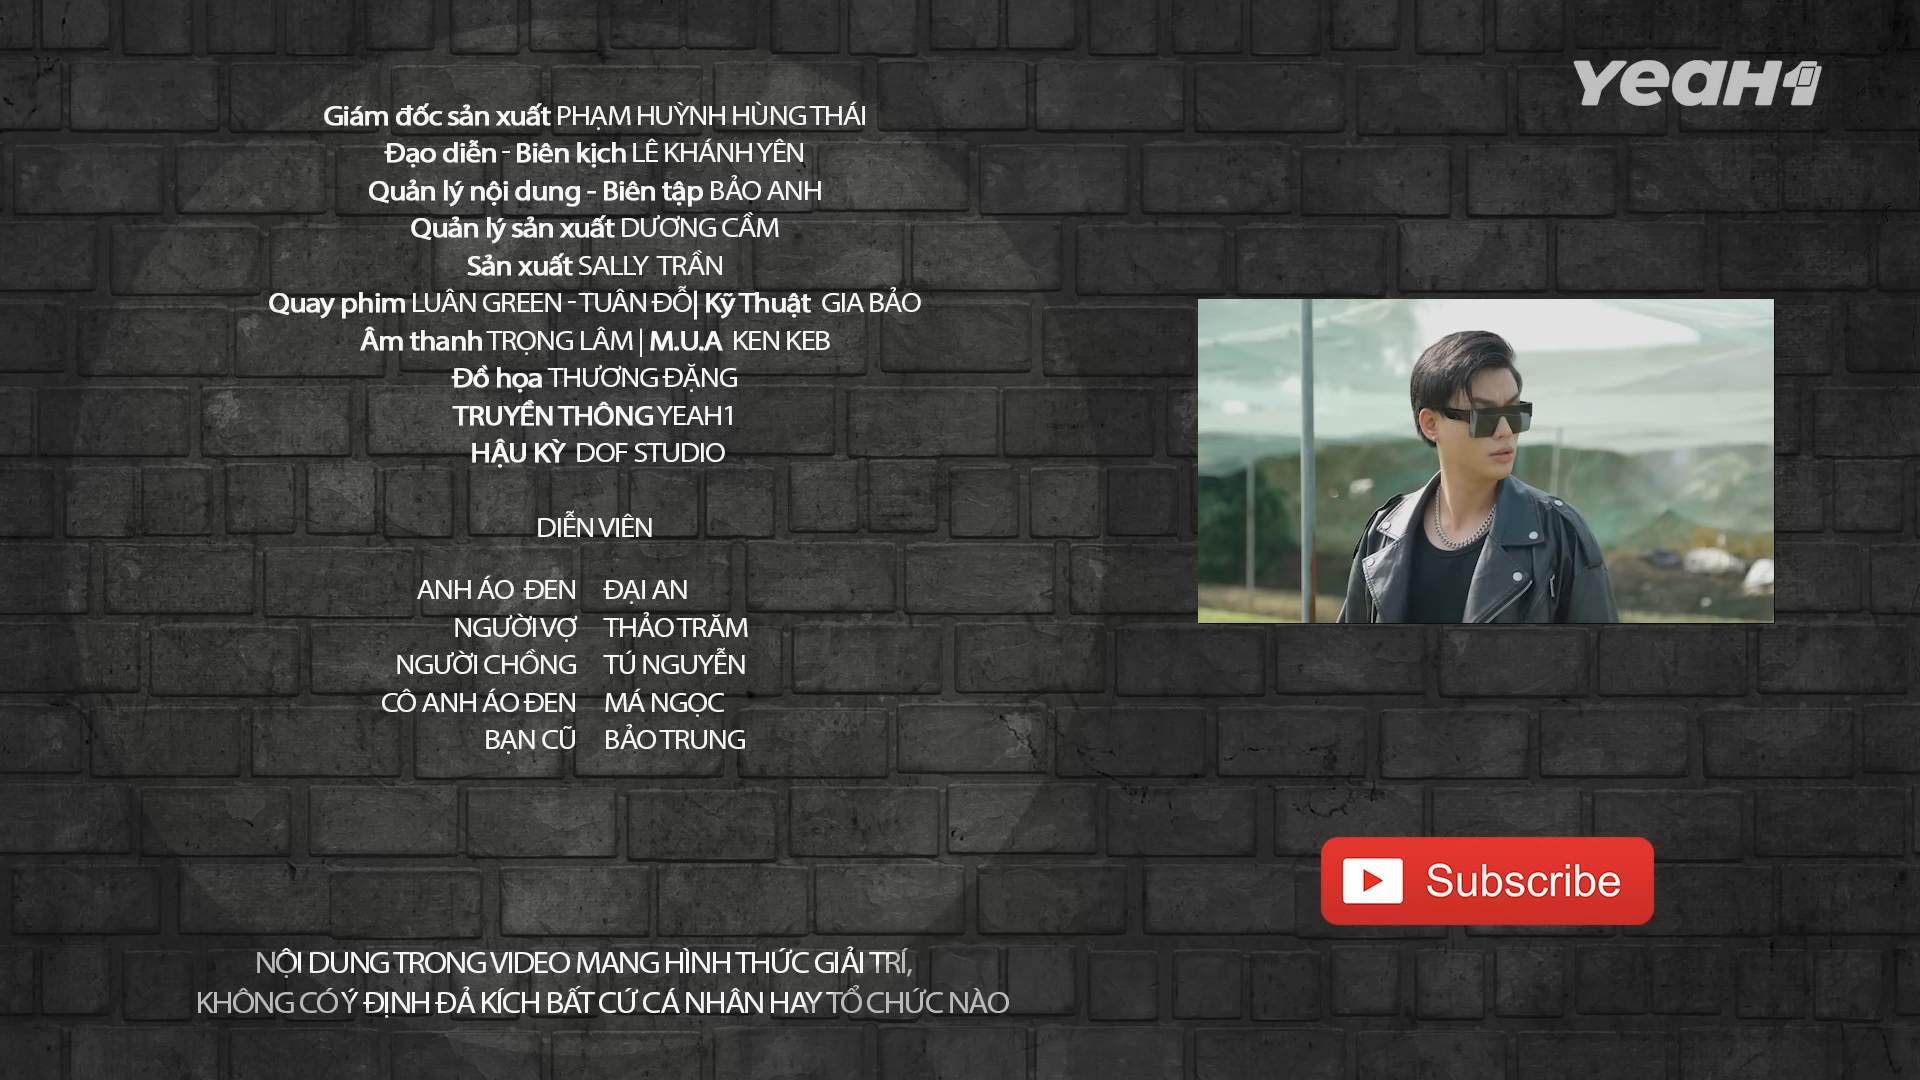 YEAH1
Giám đốc sản xuất PHẠM HUỲNH HÙNG THÁI
Đạo diễn - Biên kịch LÊ KHÁNH YÊN
Quản lý nội dung - Biên tập BẢO ANH
Quản lý sản xuất DƯƠNG CẦM
Sản xuất SALLY TRẦN
Quay phim LUÂN GREEN - TUÂN ĐỖ| Kỹ Thuật GIA BẢO
Âm thanh TRỌNG LÂM | M.U.A KEN KEB
Đồ họa THƯƠNG ĐẶNG
TRUYỀN THÔNG YEAH1
HẬU KỲ DOF STUDIO
DIỄN VIÊN
ANH ÁO ĐEN ĐẠI AN
NGƯỜI VỢ THẢO TRĂM
NGƯỜI CHỒNG TÚ NGUYỄN
CÔ ANH ÁO ĐEN MÁ NGỌC
BẠN CŨ BẢO TRUNG
Subscribe
NỘI DUNG TRONG VIDEO MANG HÌNH THỨC GIẢI TRÍ,
KHÔNG CÓ Ý ĐỊNH ĐẢ KÍCH BẤT CỨ CÁ NHÂN HAY TỔ CHỨC NÀO